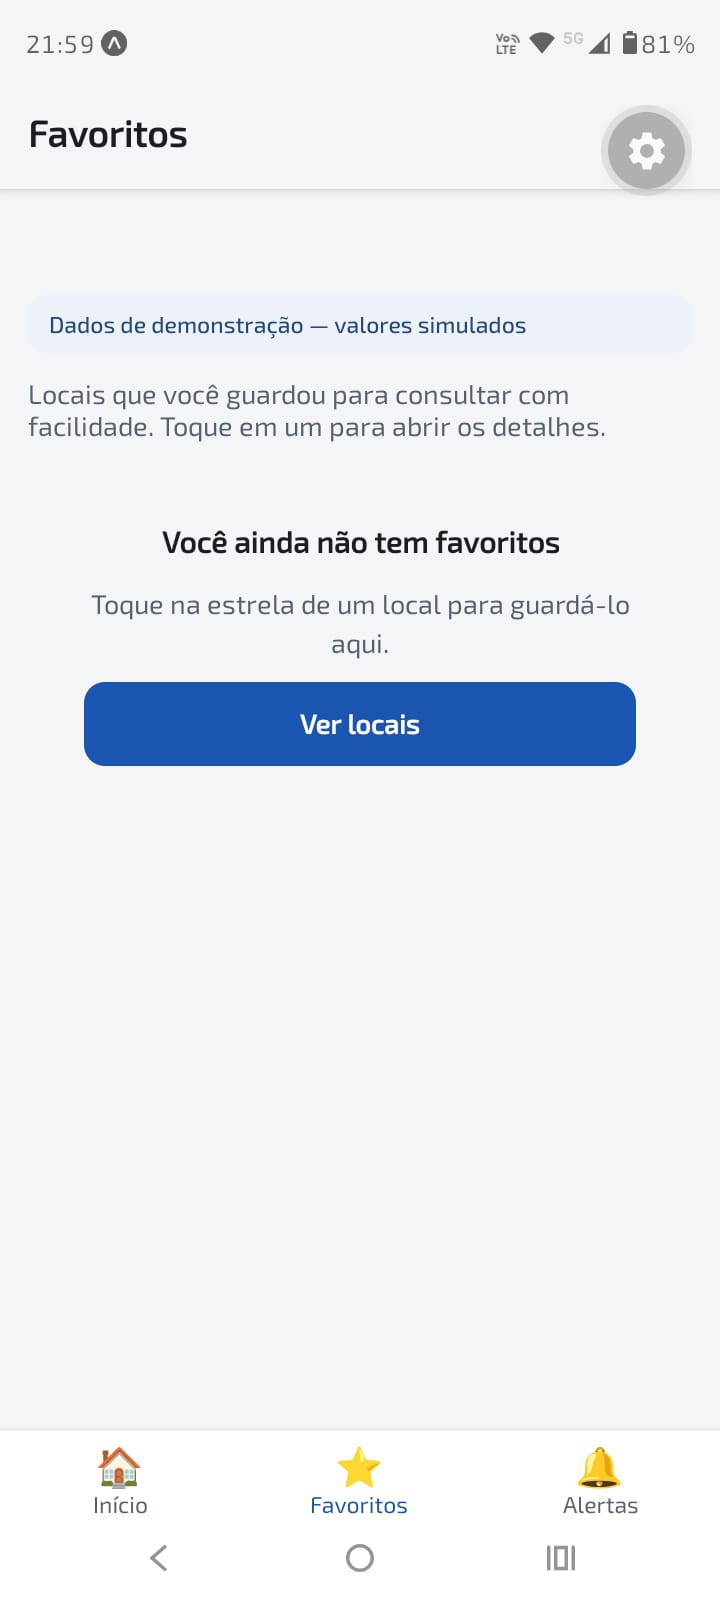 21:59
Vo LTE 5G 81%
Favoritos
Dados de demonstração — valores simulados
Locais que você guardou para consultar com
facilidade. Toque em um para abrir os detalhes.
Você ainda não tem favoritos
Toque na estrela de um local para guardá-lo
aqui.
Ver locais
Início
Favoritos
Alertas